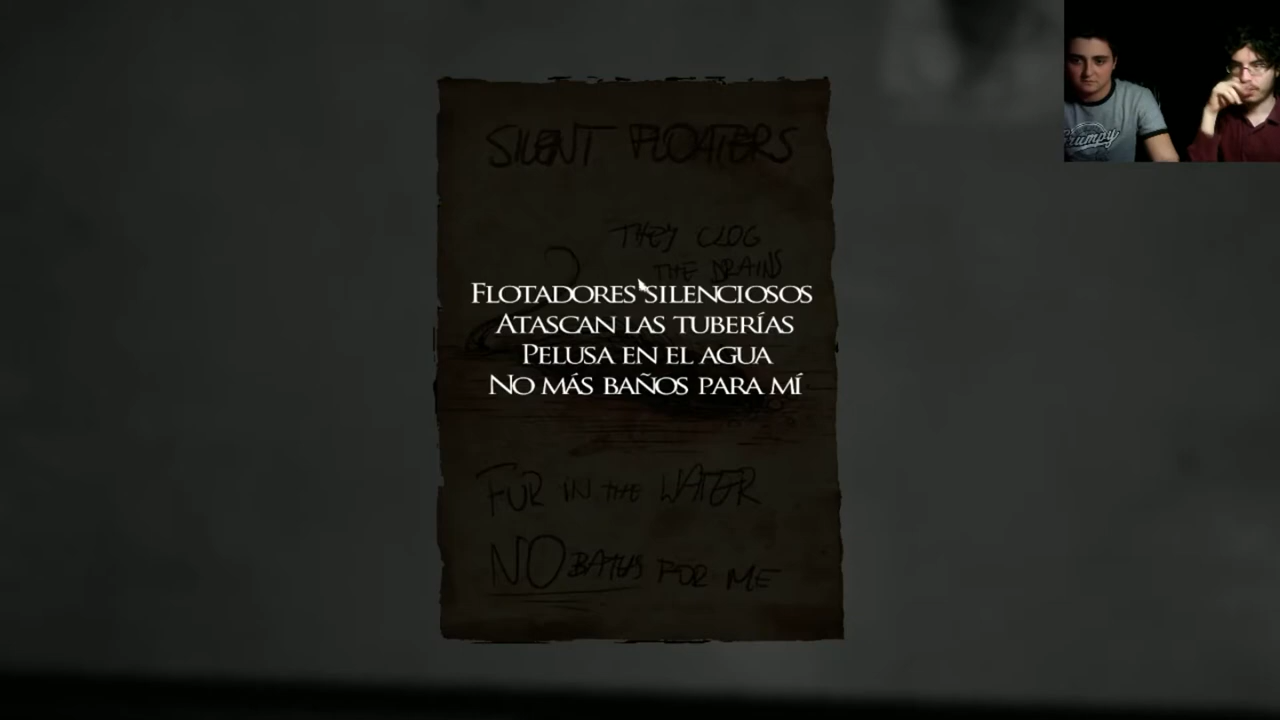 SILENT FLOATERS
THEY CLOG
THE DRAINS
FLOTADORES SILENCIOSOS
ATASCAN LAS TUBERÍAS
PELUSA EN EL AGUA
NO MÁS BAÑOS PARA MÍ
FUR IN THE WATER
NO BATHS FOR ME
Grumpy